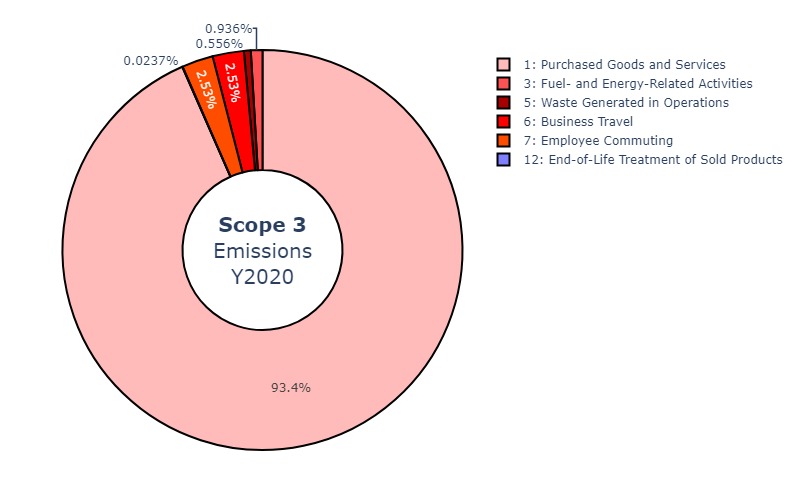 0.936%
0.556%
0.0237%
2.53%
2.53%
93.4%
Scope 3
Emissions
Y2020
1: Purchased Goods and Services
3: Fuel- and Energy-Related Activities
5: Waste Generated in Operations
6: Business Travel
7: Employee Commuting
12: End-of-Life Treatment of Sold Products